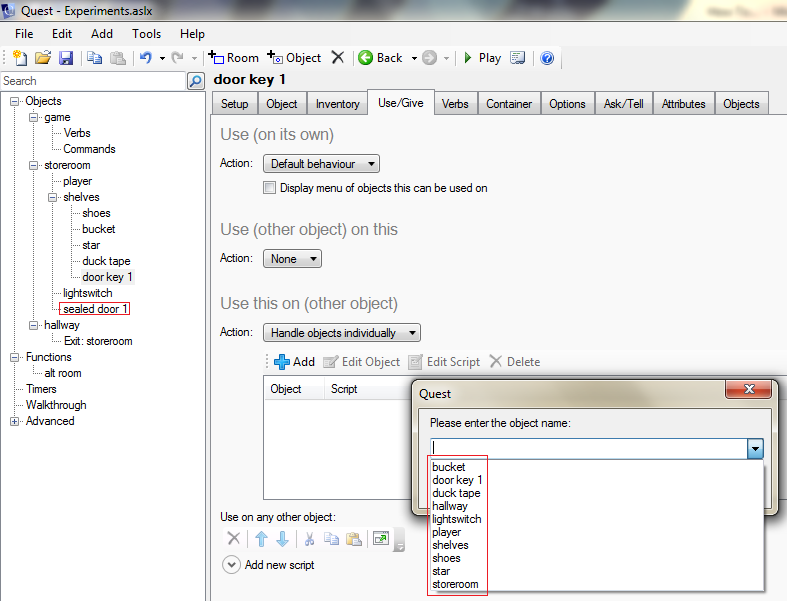 Quest - Experiments.aslx
File Edit Add Tools Help
Room Object Back Play
Search
door key 1
Objects
game
Verbs
Commands
storeroom
player
shelves
shoes
bucket
star
duck tape
door key 1
lightswitch
sealed door 1
hallway
Exit: storeroom
Functions
alt room
Timers
Walkthrough
Advanced
Setup Object Inventory Use/Give Verbs Container Options Ask/Tell Attributes Objects
Use (on its own)
Action: Default behaviour
Display menu of objects this can be used on
Use (other object) on this
Action: None
Use this on (other object)
Action: Handle objects individually
Add Edit Object Edit Script Delete
Object Script
Quest
Please enter the object name:
bucket
door key 1
duck tape
hallway
lightswitch
player
shelves
shoes
star
storeroom
Use on any other object:
Add new script